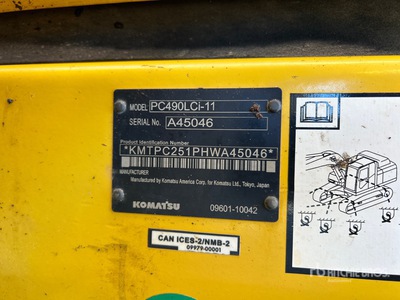 MODEL PC490LCi-11
SERIAL No. A45046
Product Identification Number
*KMTPC251PHWA45046*
MANUFACTURER
Manufactured by Komatsu America Corp. for Komatsu Ltd., Tokyo, Japan
KOMATSU
09601-10042
CAN ICES-2/NMB-2
09979-00001